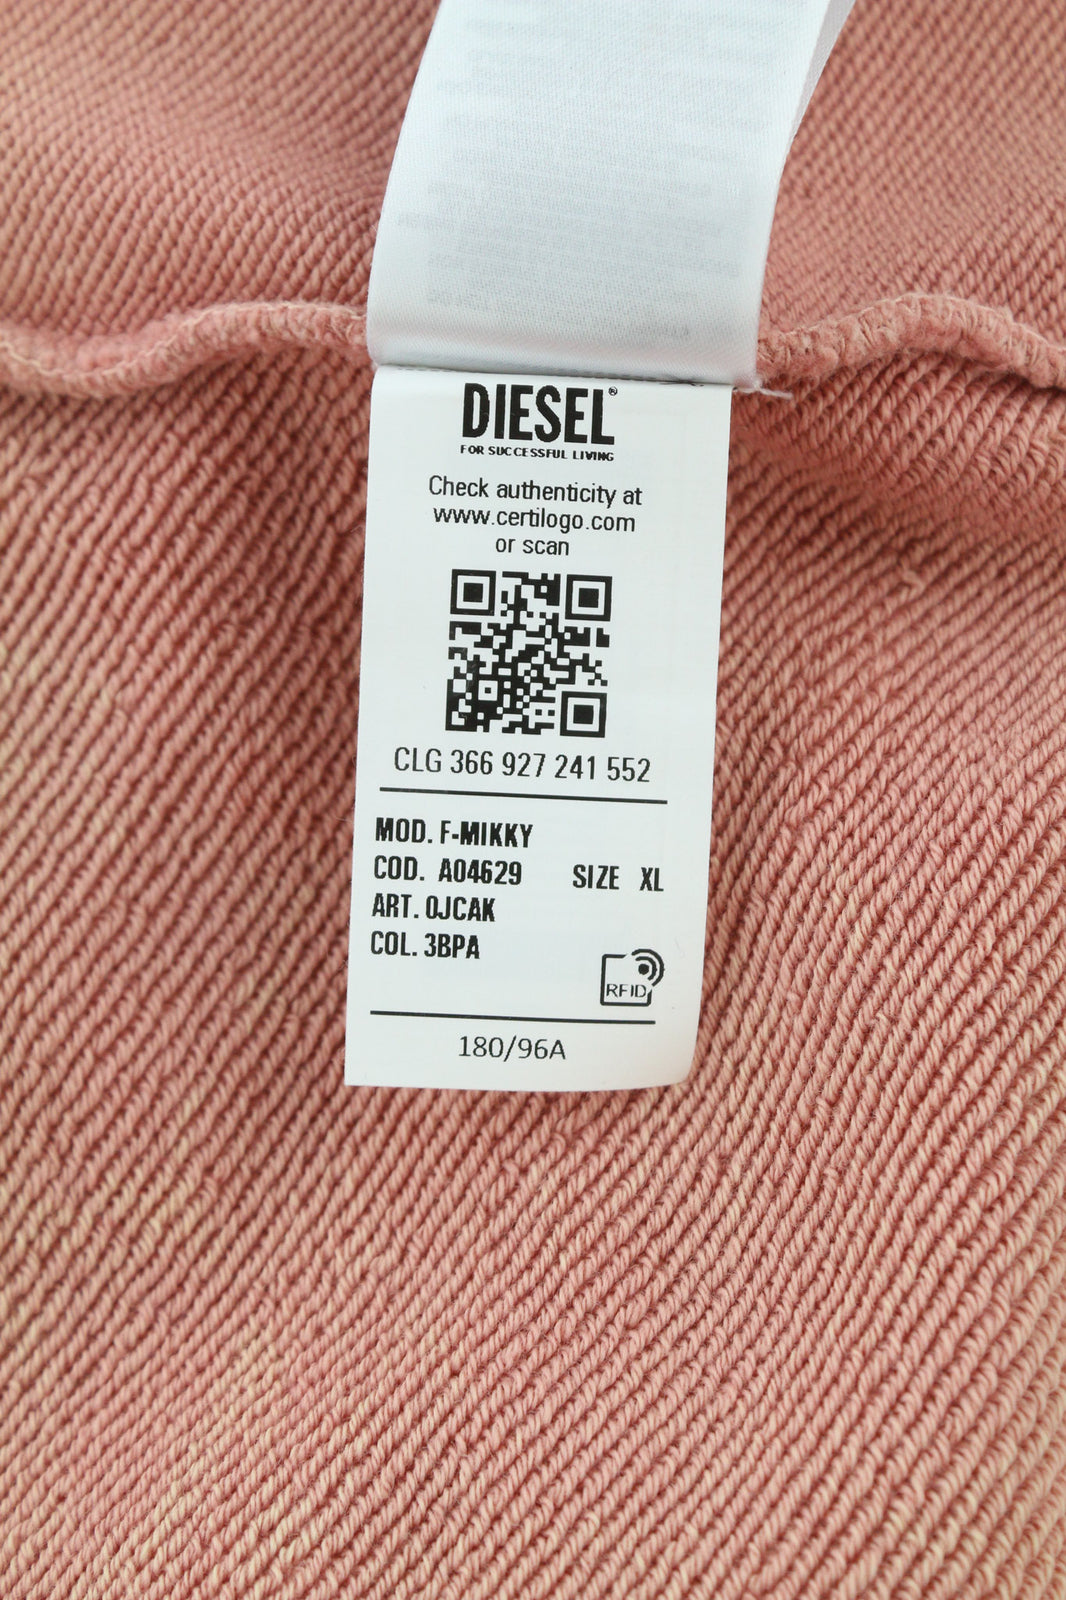 DIESEL®
FOR SUCCESSFUL LIVING
Check authenticity at
www.certilogo.com
or scan
CLG 366 927 241 552
MOD. F-MIKKY
COD. A04629 SIZE XL
ART. 0JCAK
COL. 3BPA
RFID
180/96A